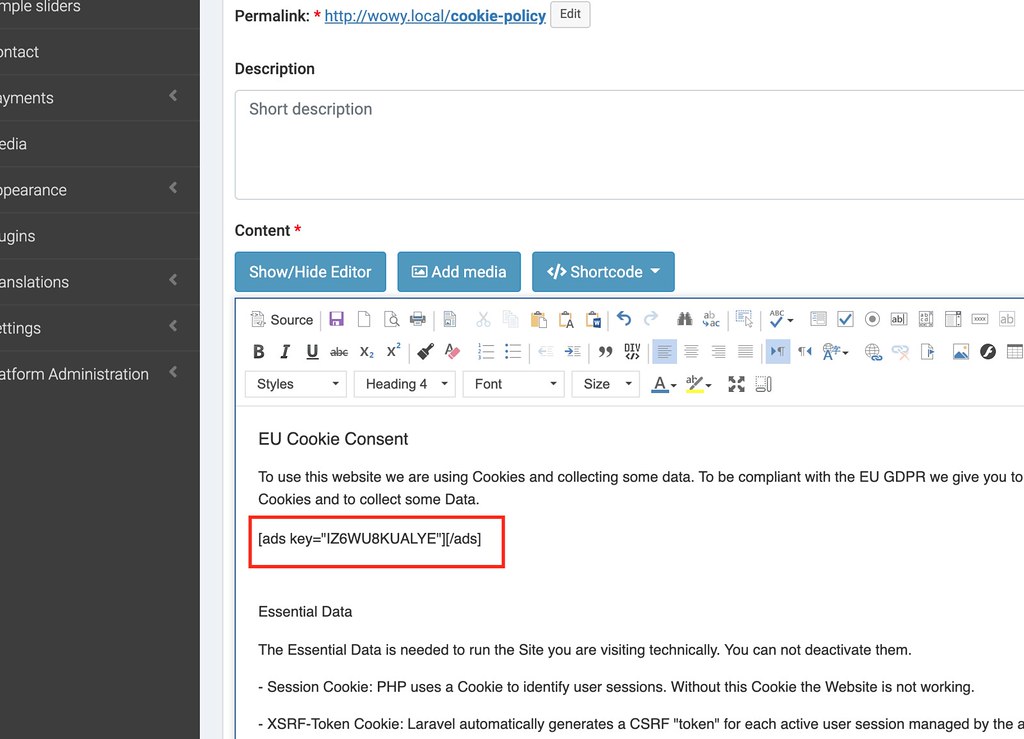 mple sliders
ontact
ayments
edia
ppearance
ugins
anslations
ettings
atform Administration
Permalink: * http://wowy.local/cookie-policy Edit
Description
Short description
Content *
Show/Hide Editor Add media </> Shortcode
Source
B I U abc X₂ X² DIV
Styles Heading 4 Font Size A
EU Cookie Consent
To use this website we are using Cookies and collecting some data. To be compliant with the EU GDPR we give you to
Cookies and to collect some Data.
[ads key="IZ6WU8KUALYE"][/ads]
Essential Data
The Essential Data is needed to run the Site you are visiting technically. You can not deactivate them.
- Session Cookie: PHP uses a Cookie to identify user sessions. Without this Cookie the Website is not working.
- XSRF-Token Cookie: Laravel automatically generates a CSRF "token" for each active user session managed by the a